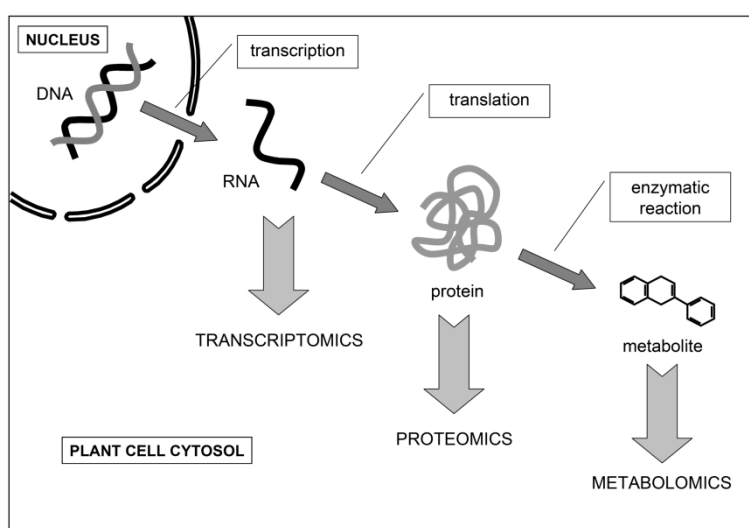 NUCLEUS
transcription
DNA
translation
RNA
enzymatic
reaction
protein
TRANSCRIPTOMICS
metabolite
PROTEOMICS
PLANT CELL CYTOSOL
METABOLOMICS